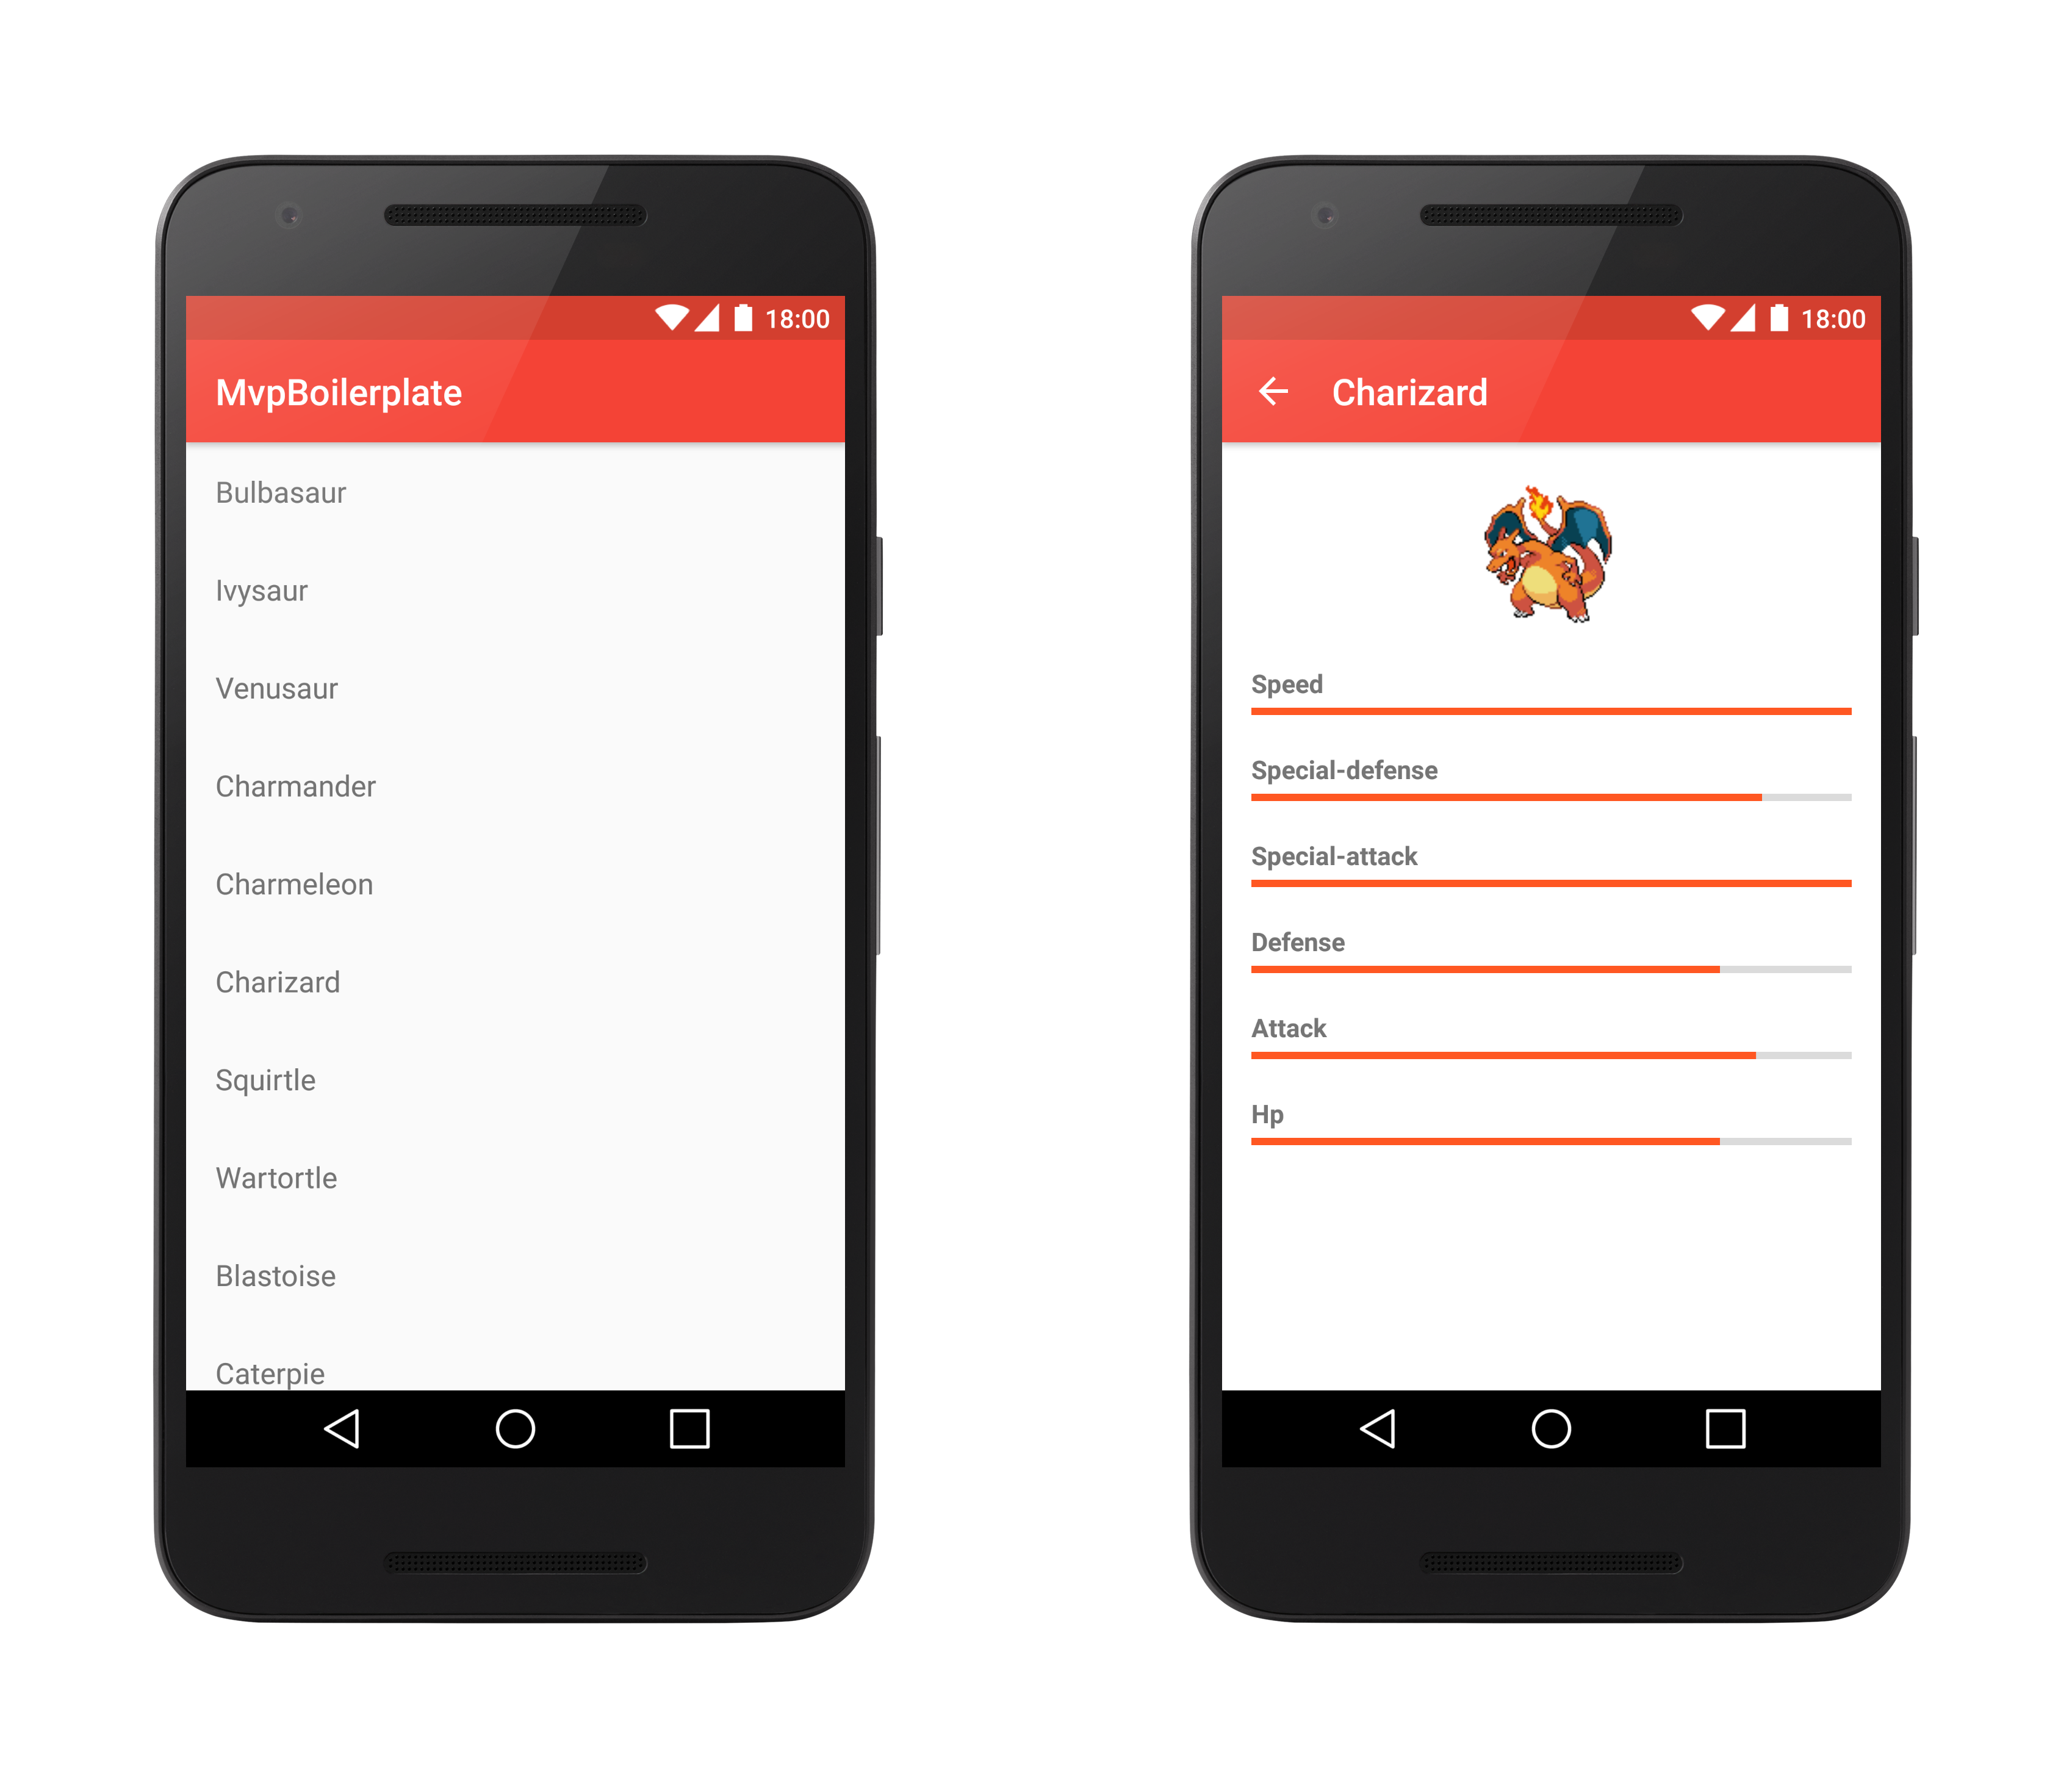 18:00
MvpBoilerplate
Bulbasaur
Ivysaur
Venusaur
Charmander
Charmeleon
Charizard
Squirtle
Wartortle
Blastoise
Caterpie
18:00
Charizard
Speed
Special-defense
Special-attack
Defense
Attack
Hp